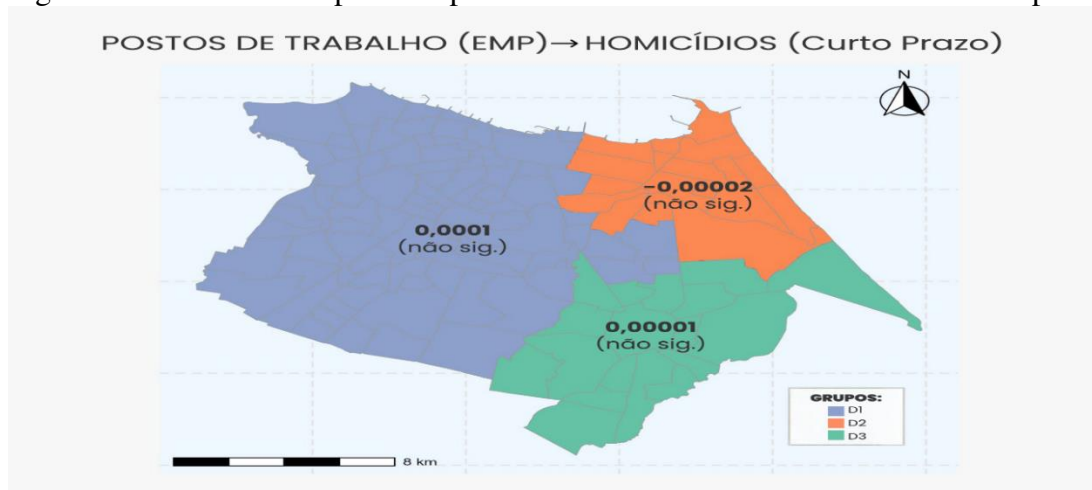 POSTOS DE TRABALHO (EMP)→HOMICÍDIOS (Curto Prazo)
N
-0,00002
(não sig.)
0,0001
(não sig.)
0,00001
(não sig.)
GRUPOS:
D1
D2
D3
8 km